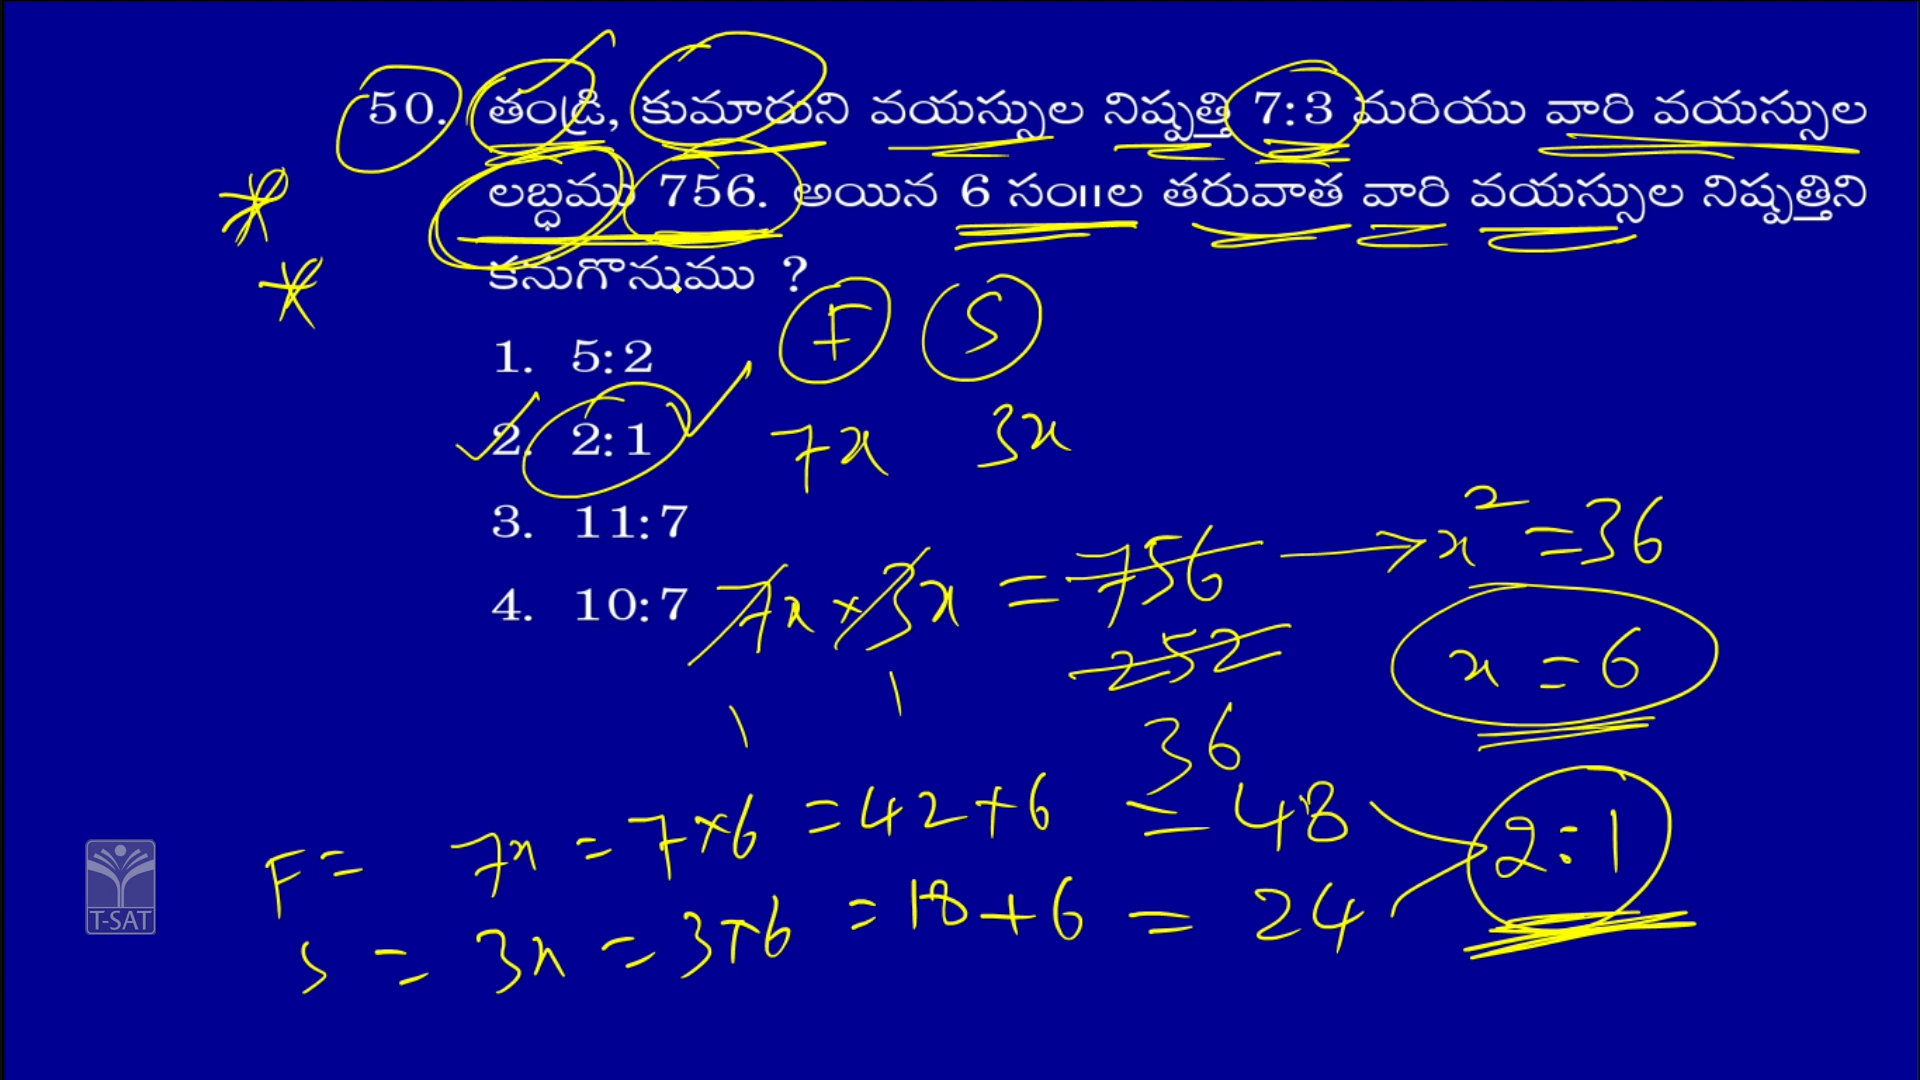 50. తండ్రి, కుమారుని వయస్సుల నిష్పత్తి 7:3 మరియు వారి వయస్సుల
లబ్ధము 756. అయిన 6 సం॥ల తరువాత వారి వయస్సుల నిష్పత్తిని
కనుగొనుము ?
F S
1. 5:2
2. 2:1
7x 3x
3. 11:7
4. 10:7
7x × 3x = 756 → x² = 36
252
x = 6
1 1
36
F = 7x = 7×6 = 42+6 = 48
2:1
S = 3x = 3×6 = 18+6 = 24
T-SAT